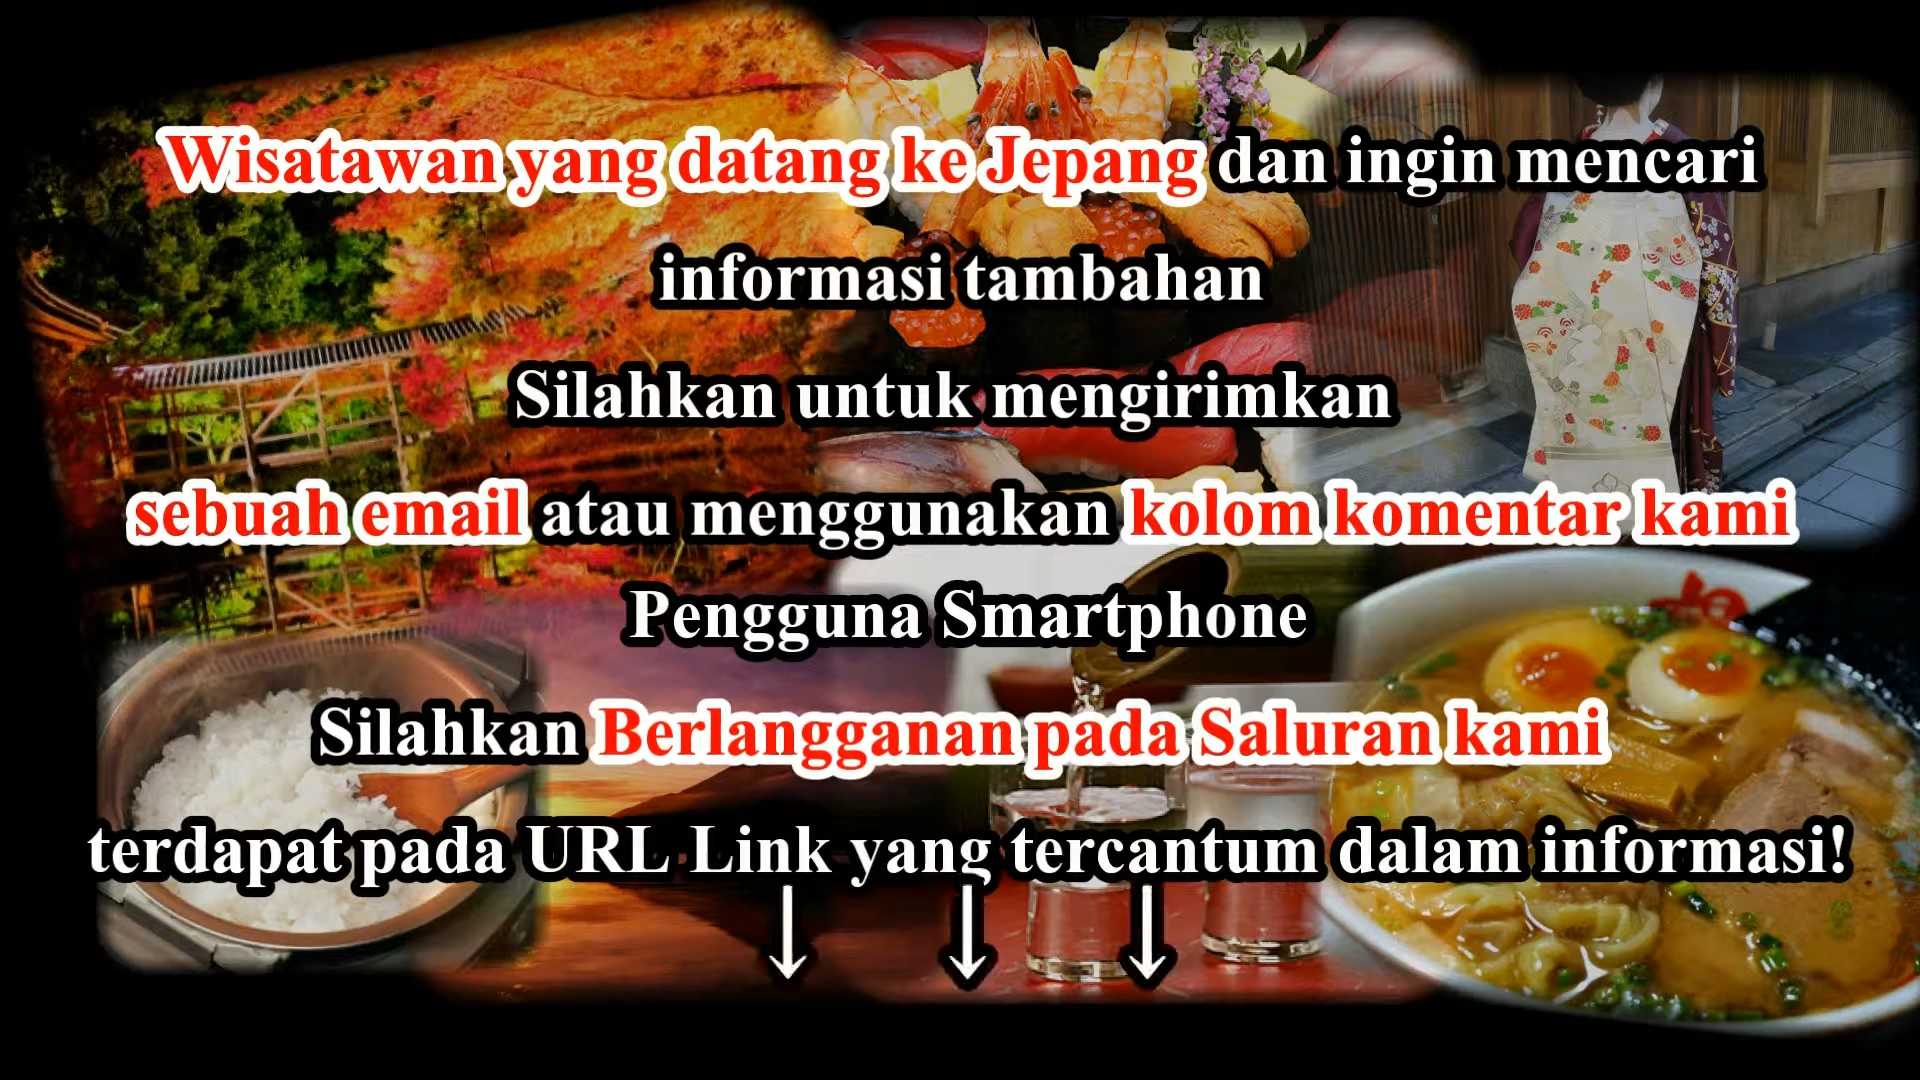 Wisatawan yang datang ke Jepang dan ingin mencari
informasi tambahan
Silahkan untuk mengirimkan
sebuah email atau menggunakan kolom komentar kami
Pengguna Smartphone
Silahkan Berlangganan pada Saluran kami
terdapat pada URL Link yang tercantum dalam informasi!
↓ ↓ ↓